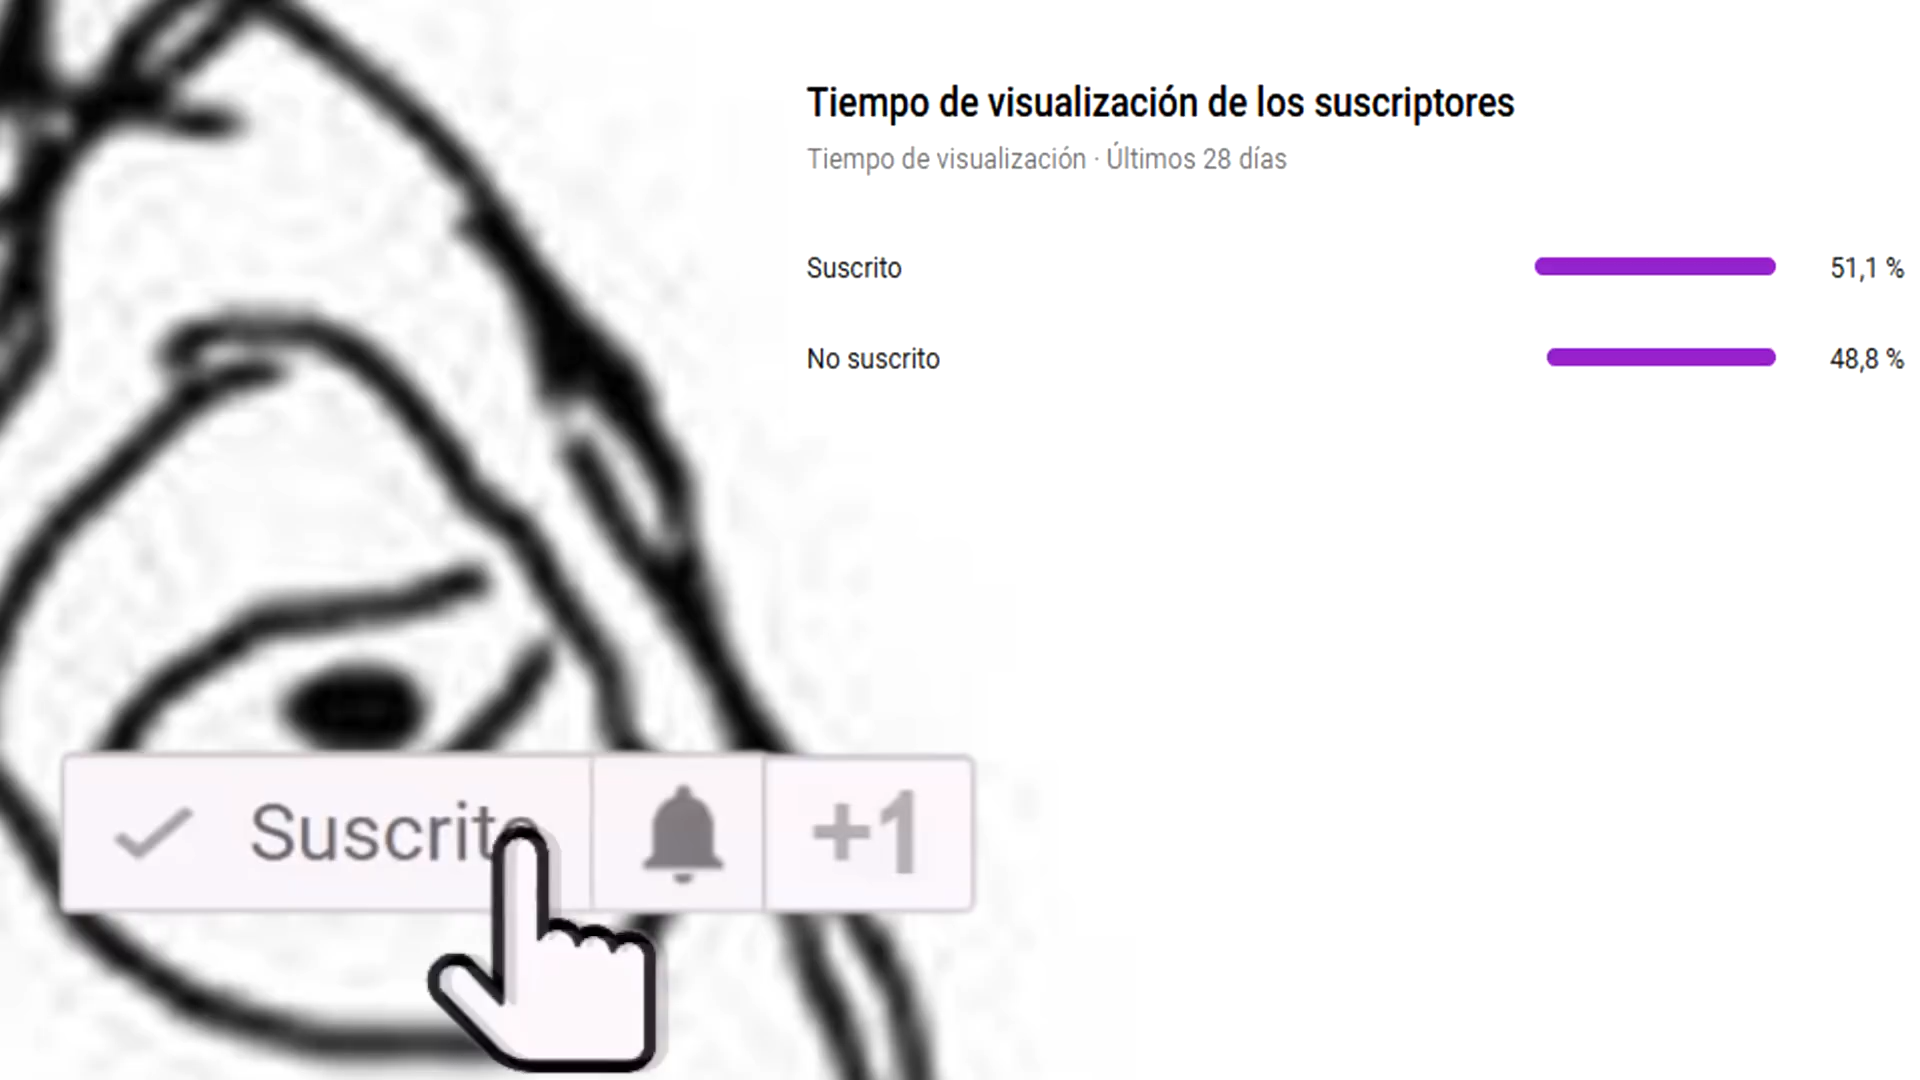 Tiempo de visualización de los suscriptores
Tiempo de visualización · Últimos 28 días
Suscrito 51,1 %
No suscrito 48,8 %
Suscrito +1